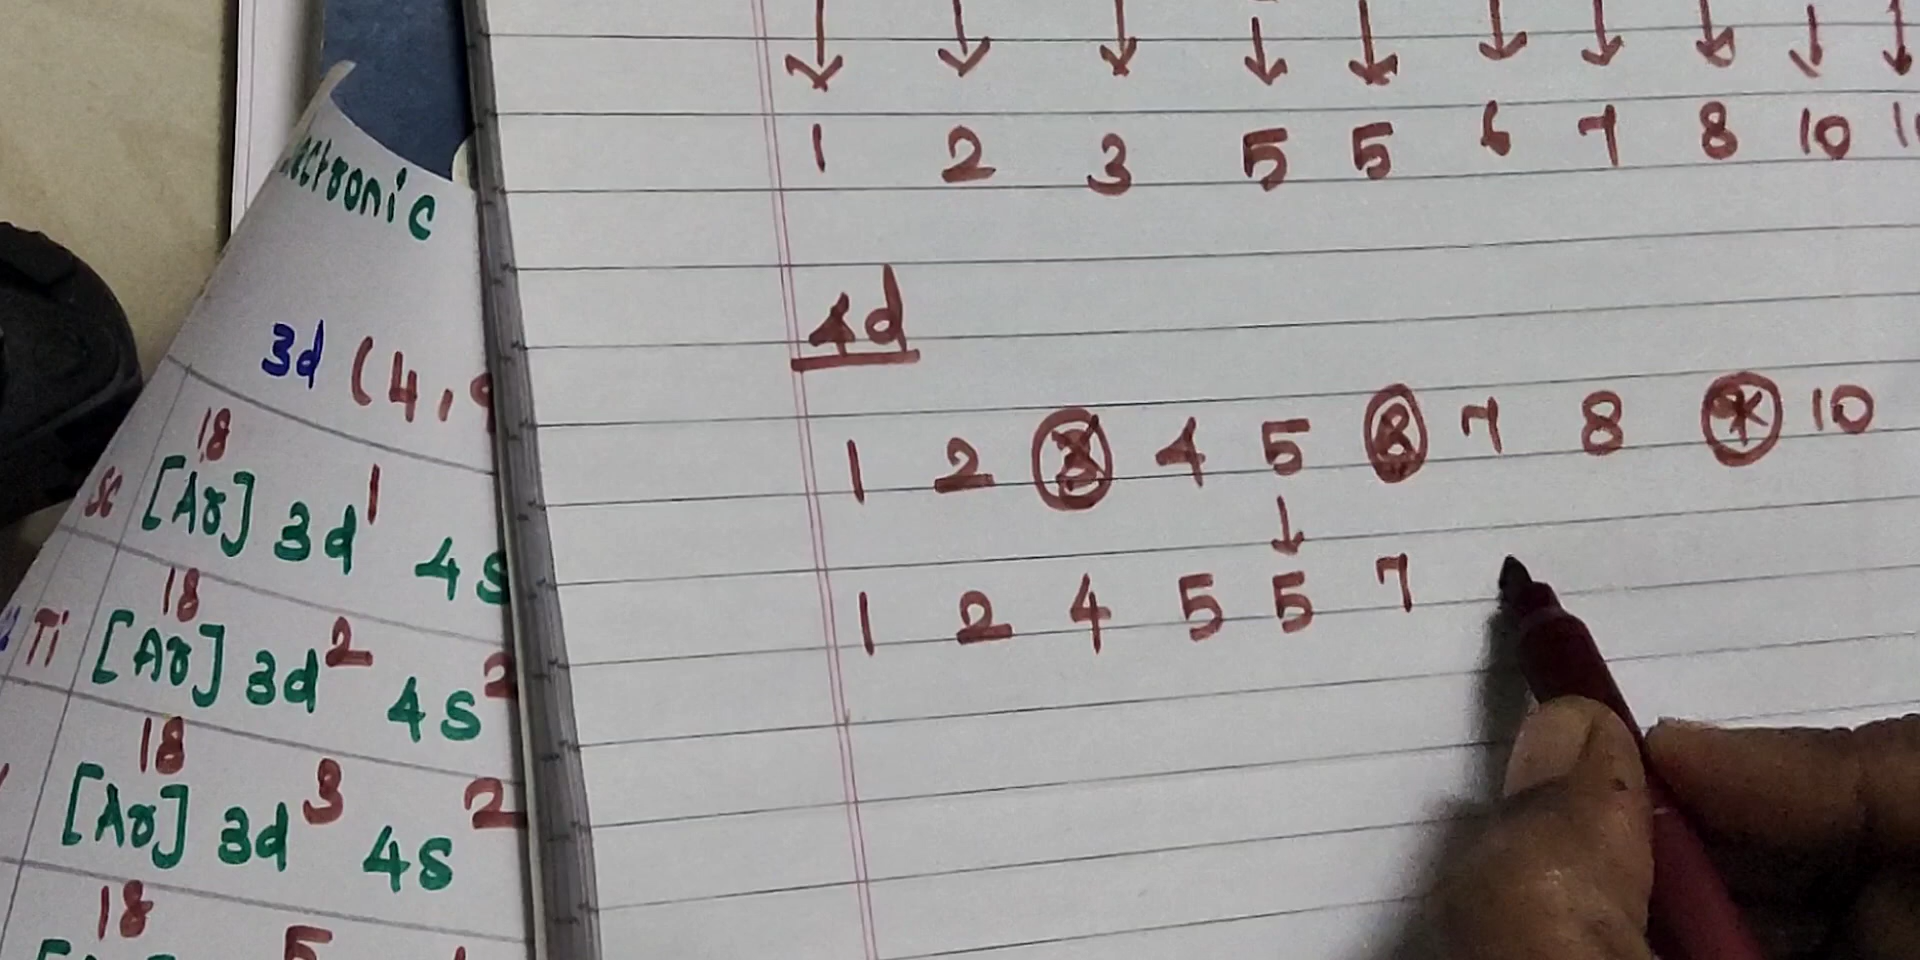 1 2 3 5 5 6 7 8 10
4d
1 2 3 4 5 6 7 8 10
1 2 4 5 5 7
ectronic
3d (4,
18
Sc [Ar] 3d1 4s
18
Ti [Ar] 3d2 4s2
18
[Ar] 3d3 4s2
18
5